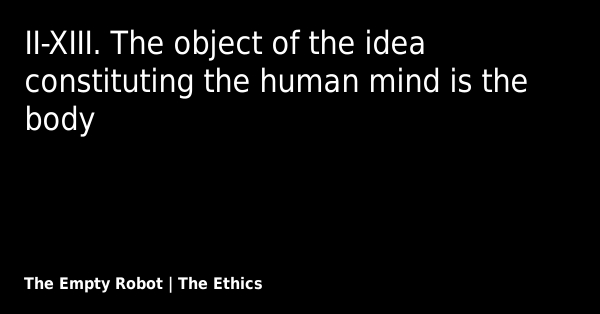 II-XIII. The object of the idea
constituting the human mind is the
body
The Empty Robot | The Ethics